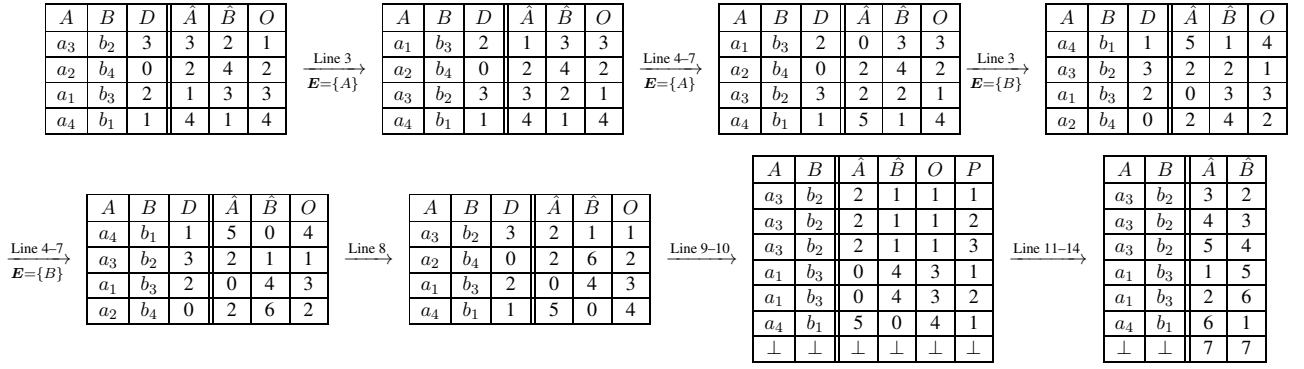 A B D Â B̂ O
a₃ b₂ 3 3 2 1
a₂ b₄ 0 2 4 2
a₁ b₃ 2 1 3 3
a₄ b₁ 1 4 1 4
Line 3
E={A}
A B D Â B̂ O
a₁ b₃ 2 1 3 3
a₂ b₄ 0 2 4 2
a₃ b₂ 3 3 2 1
a₄ b₁ 1 4 1 4
Line 4–7
E={A}
A B D Â B̂ O
a₁ b₃ 2 0 3 3
a₂ b₄ 0 2 4 2
a₃ b₂ 3 2 2 1
a₄ b₁ 1 5 1 4
Line 3
E={B}
A B D Â B̂ O
a₄ b₁ 1 5 1 4
a₃ b₂ 3 2 2 1
a₁ b₃ 2 0 3 3
a₂ b₄ 0 2 4 2
Line 4–7
E={B}
A B D Â B̂ O
a₄ b₁ 1 5 0 4
a₃ b₂ 3 2 1 1
a₁ b₃ 2 0 4 3
a₂ b₄ 0 2 6 2
Line 8
A B D Â B̂ O
a₃ b₂ 3 2 1 1
a₂ b₄ 0 2 6 2
a₁ b₃ 2 0 4 3
a₄ b₁ 1 5 0 4
Line 9–10
A B Â B̂ O P
a₃ b₂ 2 1 1 1
a₃ b₂ 2 1 1 2
a₃ b₂ 2 1 1 3
a₁ b₃ 0 4 3 1
a₁ b₃ 0 4 3 2
a₄ b₁ 5 0 4 1
⊥ ⊥ ⊥ ⊥ ⊥ ⊥
Line 11–14
A B Â B̂
a₃ b₂ 3 2
a₃ b₂ 4 3
a₃ b₂ 5 4
a₁ b₃ 1 5
a₁ b₃ 2 6
a₄ b₁ 6 1
⊥ ⊥ 7 7